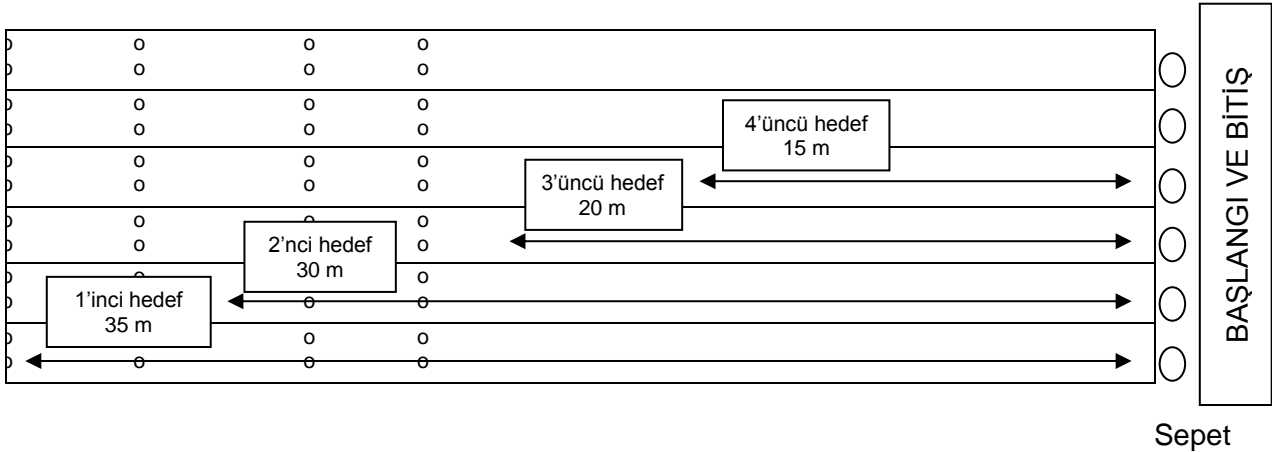 4’üncü hedef
15 m
3’üncü hedef
20 m
2’nci hedef
30 m
1’inci hedef
35 m
BAŞLANGI VE BİTİŞ
Sepet